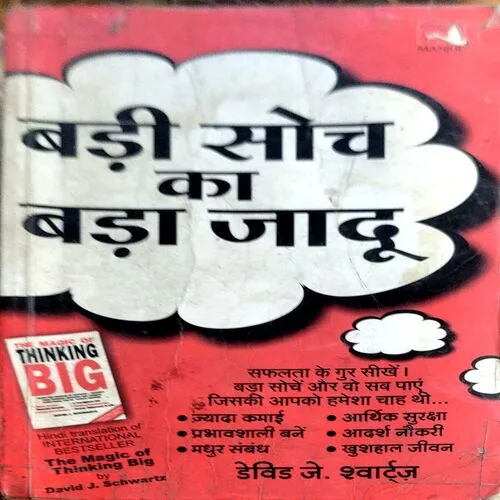 MANJUL
बड़ी सोच
का
बड़ा जादू
THE MAGIC OF
THINKING
BIG
सफलता के गुर सीखें।
बड़ा सोचें और वो सब पाएं
जिसकी आपको हमेशा चाह थी...
• ज़्यादा कमाई • आर्थिक सुरक्षा
• प्रभावशाली बनें • आदर्श नौकरी
• मधुर संबंध • खुशहाल जीवन
Hindi translation of
INTERNATIONAL
BESTSELLER
The Magic of
Thinking Big
by
David J. Schwartz
डेविड जे. श्वार्ट्ज़